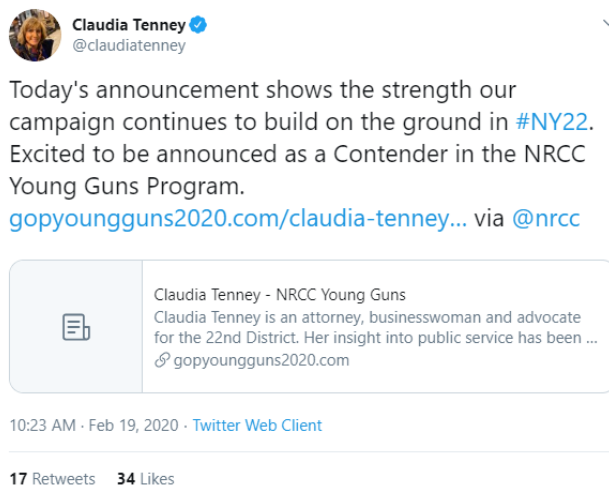 Claudia Tenney
@claudiatenney
Today's announcement shows the strength our
campaign continues to build on the ground in #NY22.
Excited to be announced as a Contender in the NRCC
Young Guns Program.
gopyoungguns2020.com/claudia-tenney... via @nrcc
Claudia Tenney - NRCC Young Guns
Claudia Tenney is an attorney, businesswoman and advocate
for the 22nd District. Her insight into public service has been ...
gopyoungguns2020.com
10:23 AM · Feb 19, 2020 · Twitter Web Client
17 Retweets 34 Likes